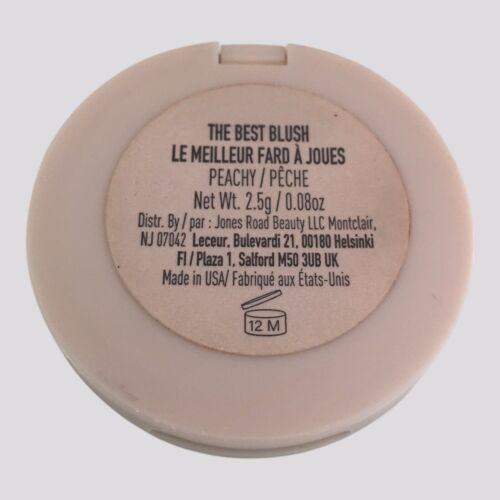 THE BEST BLUSH
LE MEILLEUR FARD À JOUES
PEACHY / PÊCHE
Net Wt. 2.5g / 0.08oz
Distr. By / par : Jones Road Beauty LLC Montclair,
NJ 07042 Leceur, Bulevardi 21, 00180 Helsinki
FI / Plaza 1, Salford M50 3UB UK
Made in USA/ Fabriqué aux États-Unis
12 M